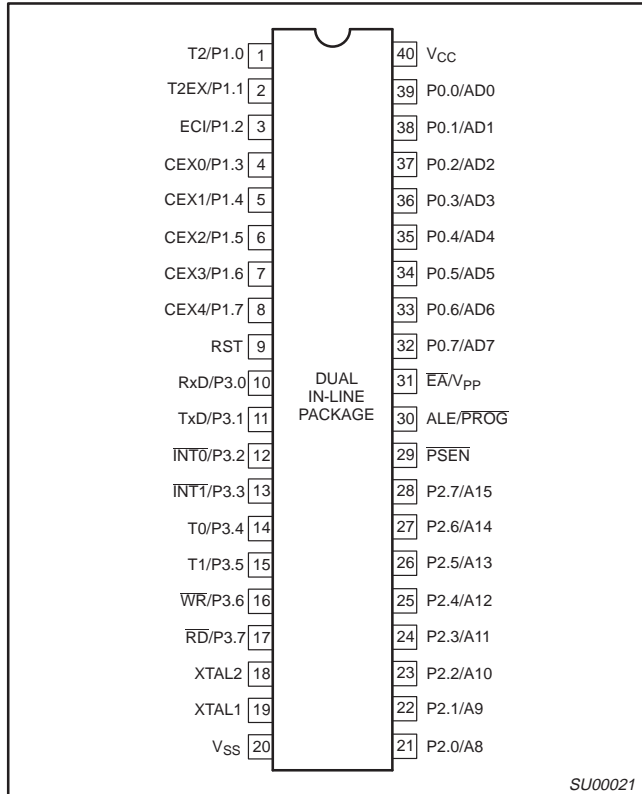 T2/P1.0 1 40 VCC
T2EX/P1.1 2 39 P0.0/AD0
ECI/P1.2 3 38 P0.1/AD1
CEX0/P1.3 4 37 P0.2/AD2
CEX1/P1.4 5 36 P0.3/AD3
CEX2/P1.5 6 35 P0.4/AD4
CEX3/P1.6 7 34 P0.5/AD5
CEX4/P1.7 8 33 P0.6/AD6
RST 9 32 P0.7/AD7
RxD/P3.0 10 31 E̅A̅/VPP
TxD/P3.1 11 30 ALE/P̅R̅O̅G̅
I̅N̅T̅0̅/P3.2 12 29 P̅S̅E̅N̅
I̅N̅T̅1̅/P3.3 13 28 P2.7/A15
T0/P3.4 14 27 P2.6/A14
T1/P3.5 15 26 P2.5/A13
W̅R̅/P3.6 16 25 P2.4/A12
R̅D̅/P3.7 17 24 P2.3/A11
XTAL2 18 23 P2.2/A10
XTAL1 19 22 P2.1/A9
VSS 20 21 P2.0/A8
DUAL
IN-LINE
PACKAGE
SU00021